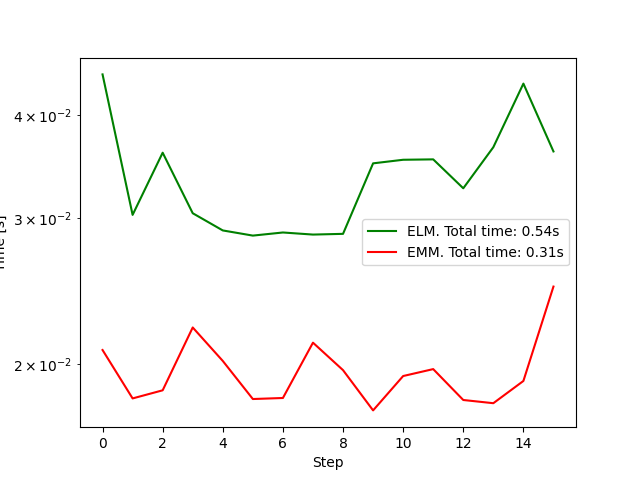 4 × 10⁻²
3 × 10⁻²
2 × 10⁻²
Time [s]
ELM. Total time: 0.54s
EMM. Total time: 0.31s
0 2 4 6 8 10 12 14
Step